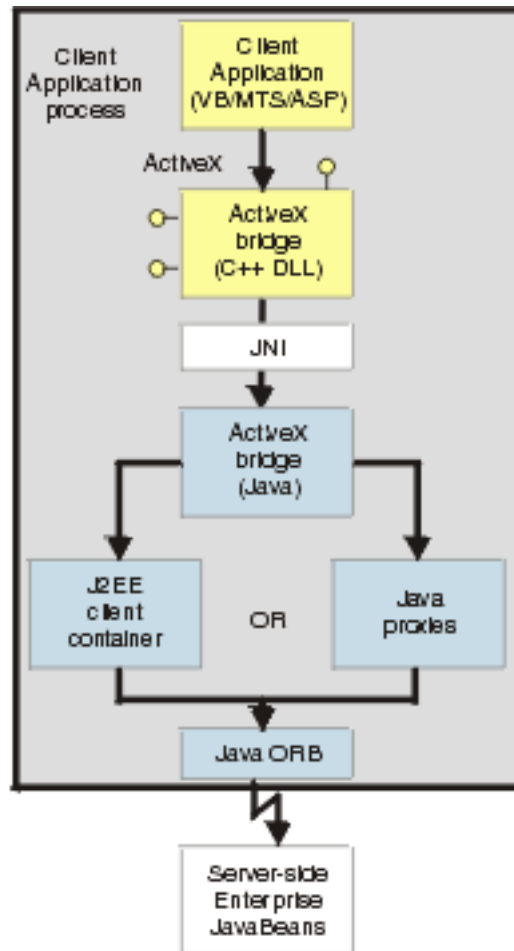 Client
Application
process
Client
Application
(VB/MTS/ASP)
ActiveX
ActiveX
bridge
(C++ DLL)
JNI
ActiveX
bridge
(Java)
J2EE
client
container
OR
Java
proxies
Java ORB
Server-side
Enterprise
JavaBeans